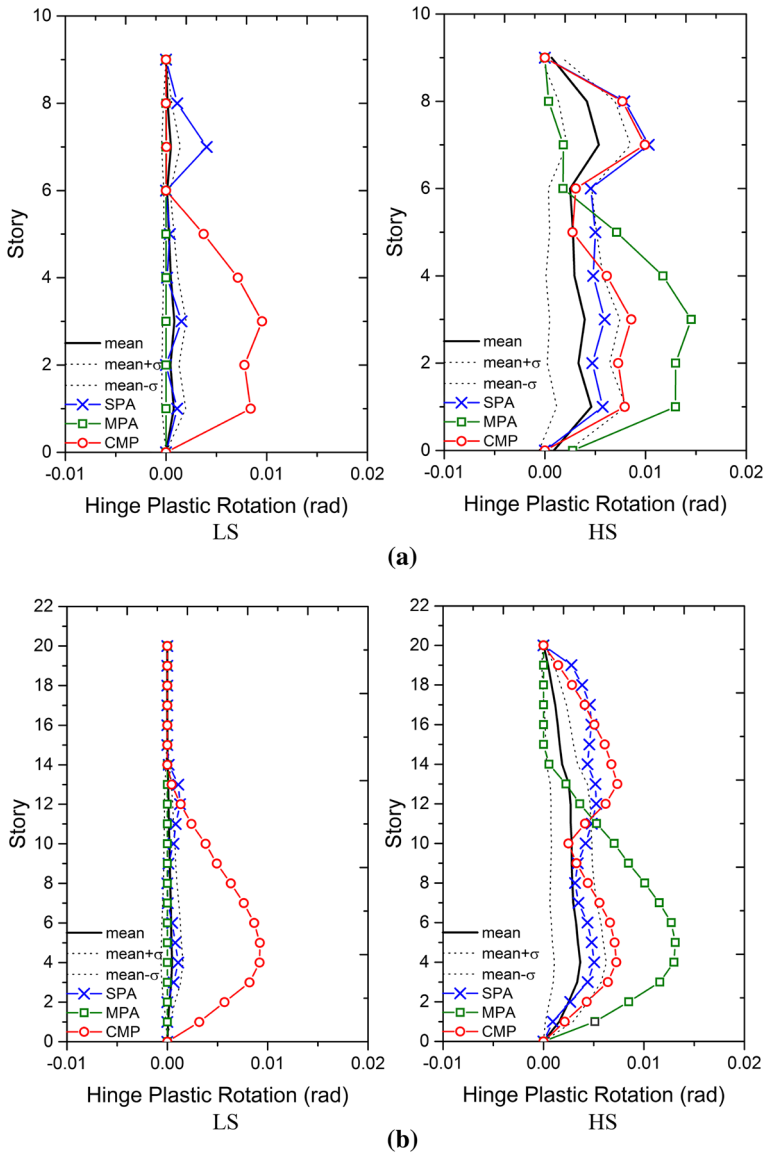 10
8
6
4
2
0
Story
mean
mean+σ
mean-σ
SPA
MPA
CMP
-0.01 0.00 0.01 0.02
Hinge Plastic Rotation (rad)
LS
10
8
6
4
2
0
Story
mean
mean+σ
mean-σ
SPA
MPA
CMP
-0.01 0.00 0.01 0.02
Hinge Plastic Rotation (rad)
HS
(a)
22
20
18
16
14
12
10
8
6
4
2
0
Story
mean
mean+σ
mean-σ
SPA
MPA
CMP
-0.01 0.00 0.01 0.02
Hinge Plastic Rotation (rad)
LS
22
20
18
16
14
12
10
8
6
4
2
0
Story
mean
mean+σ
mean-σ
SPA
MPA
CMP
-0.01 0.00 0.01 0.02
Hinge Plastic Rotation (rad)
HS
(b)